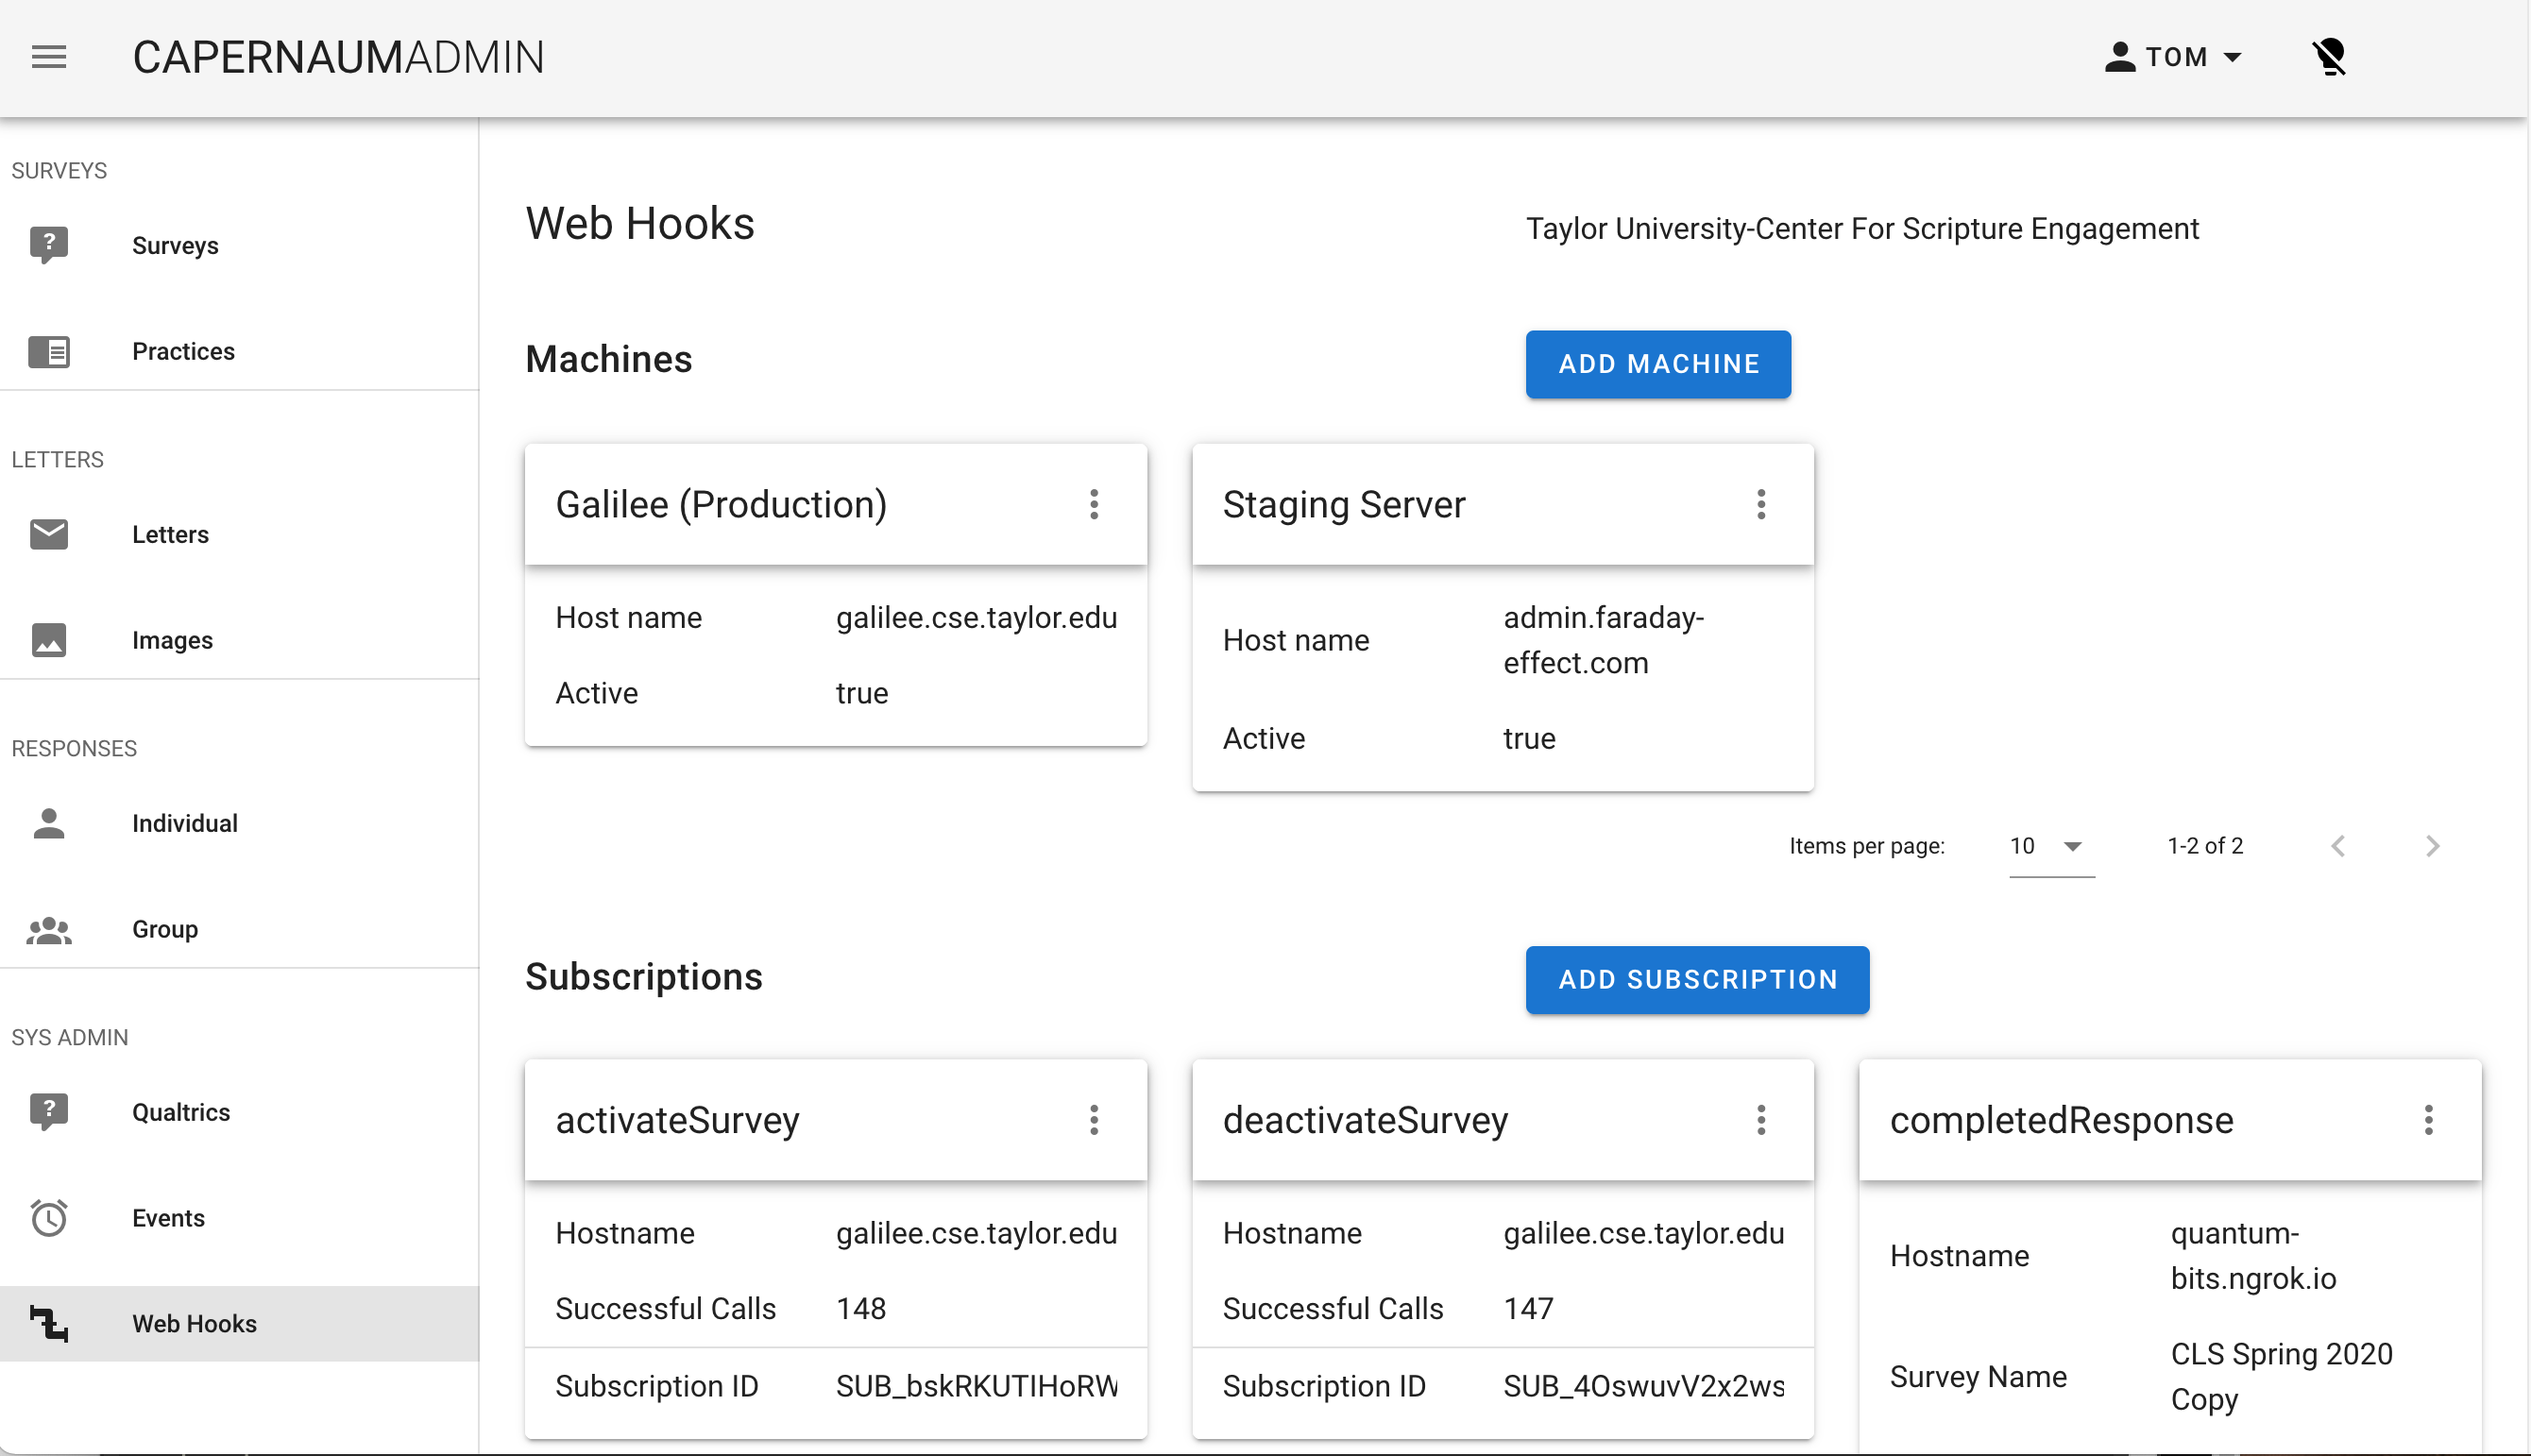 CAPERNAUMADMIN
TOM
SURVEYS
Surveys
Practices
LETTERS
Letters
Images
RESPONSES
Individual
Group
SYS ADMIN
Qualtrics
Events
Web Hooks
Web Hooks
Taylor University-Center For Scripture Engagement
Machines
ADD MACHINE
Galilee (Production)
Host name galilee.cse.taylor.edu
Active true
Staging Server
Host name admin.faraday-
effect.com
Active true
Items per page: 10 1-2 of 2
Subscriptions
ADD SUBSCRIPTION
activateSurvey
Hostname galilee.cse.taylor.edu
Successful Calls 148
Subscription ID SUB_bskRKUTIHoRW
deactivateSurvey
Hostname galilee.cse.taylor.edu
Successful Calls 147
Subscription ID SUB_4OswuvV2x2ws
completedResponse
Hostname quantum-
bits.ngrok.io
Survey Name CLS Spring 2020
Copy